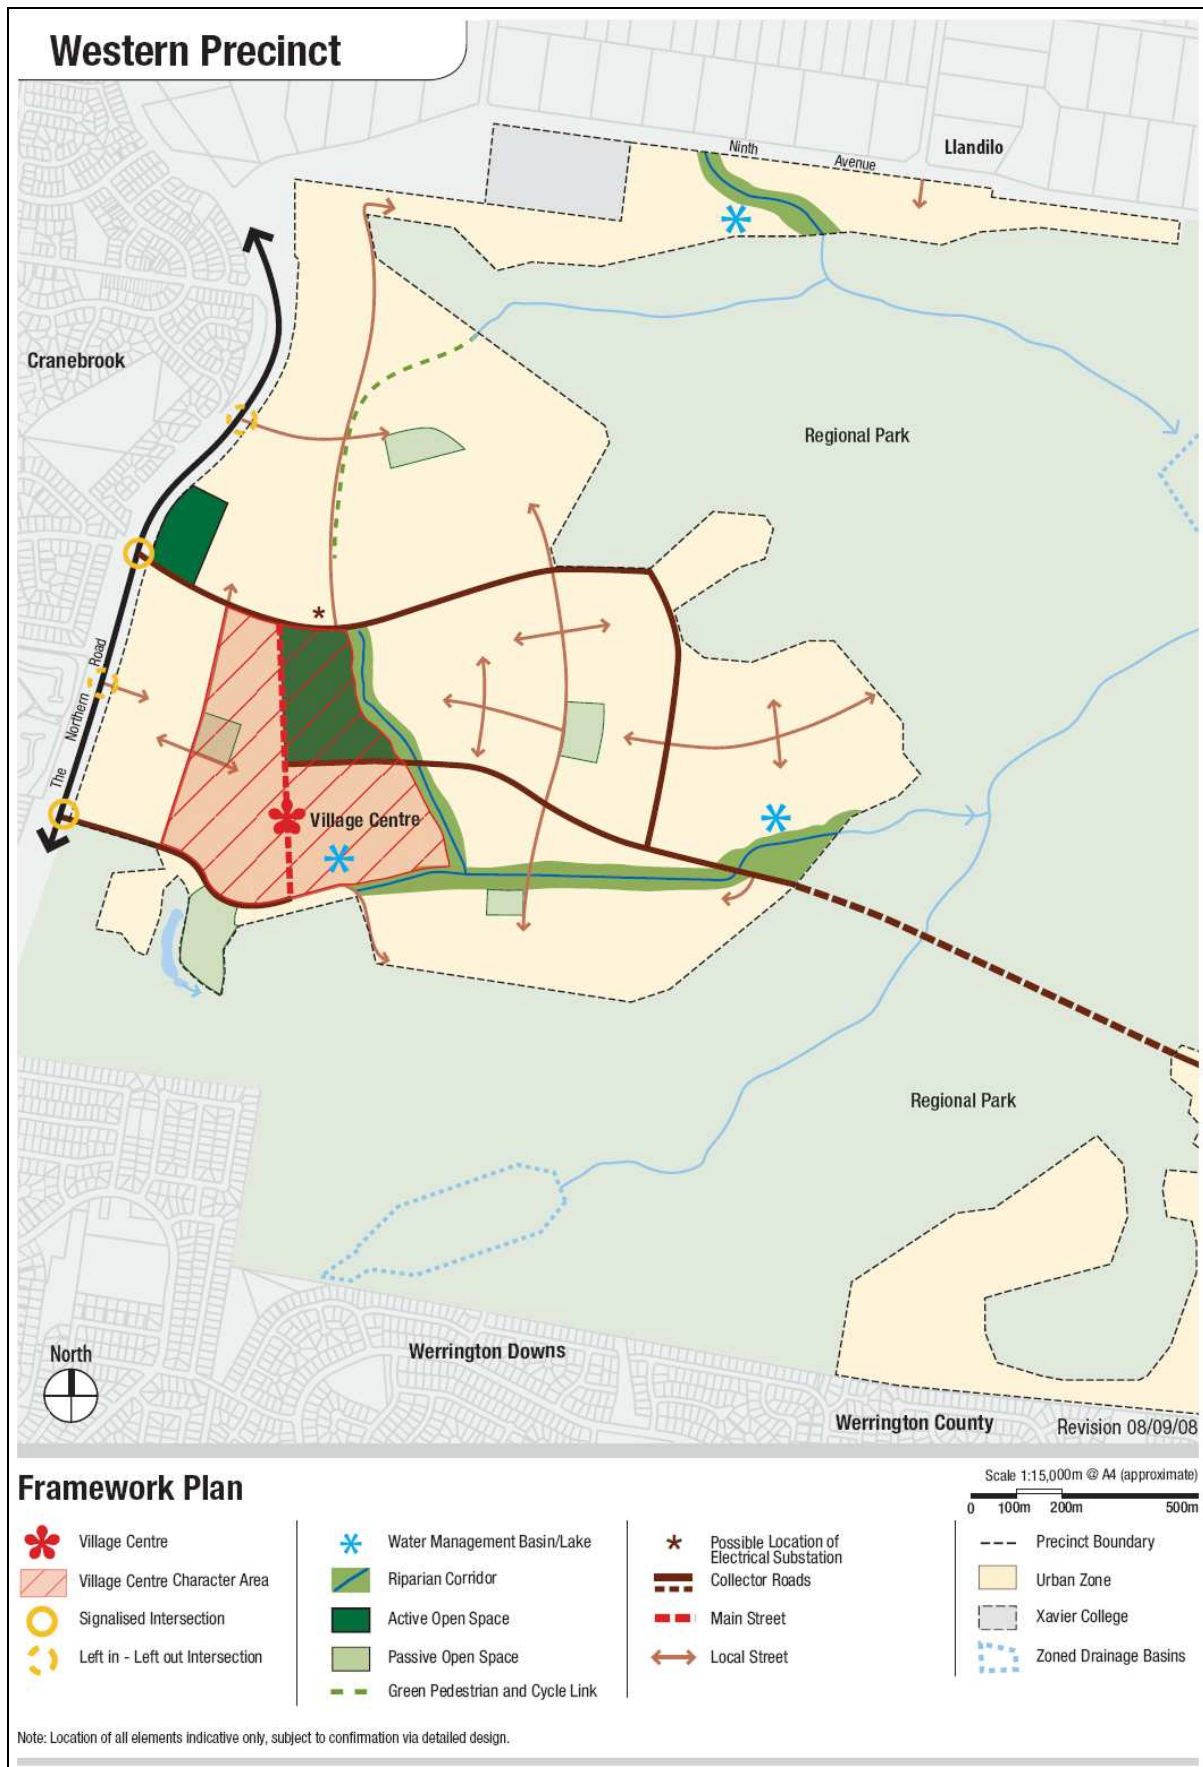 Western Precinct
Ninth
Avenue
Llandilo
Cranebrook
Regional Park
The Northern Road
Village Centre
Regional Park
North
Werrington Downs
Werrington County
Revision 08/09/08
Framework Plan
Scale 1:15,000m @ A4 (approximate)
0 100m 200m 500m
Village Centre
Village Centre Character Area
Signalised Intersection
Left in - Left out Intersection
Water Management Basin/Lake
Riparian Corridor
Active Open Space
Passive Open Space
Green Pedestrian and Cycle Link
Possible Location of
Electrical Substation
Collector Roads
Main Street
Local Street
Precinct Boundary
Urban Zone
Xavier College
Zoned Drainage Basins
Note: Location of all elements indicative only, subject to confirmation via detailed design.